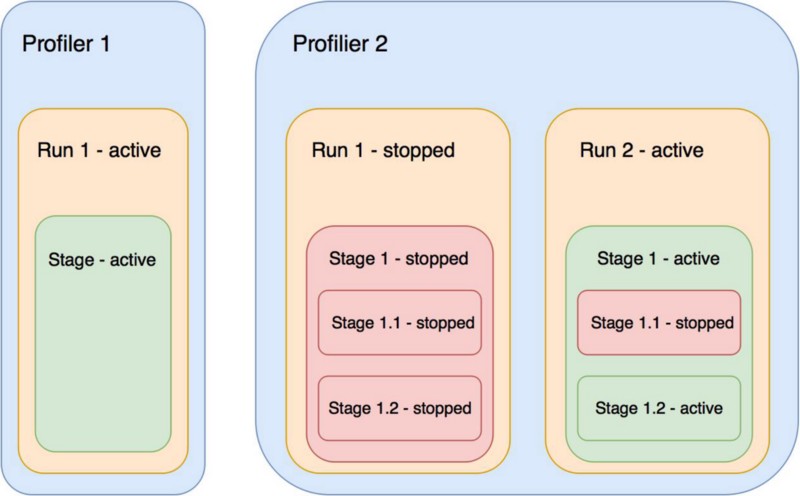 Profiler 1
Run 1 - active
Stage - active
Profilier 2
Run 1 - stopped
Stage 1 - stopped
Stage 1.1 - stopped
Stage 1.2 - stopped
Run 2 - active
Stage 1 - active
Stage 1.1 - stopped
Stage 1.2 - active